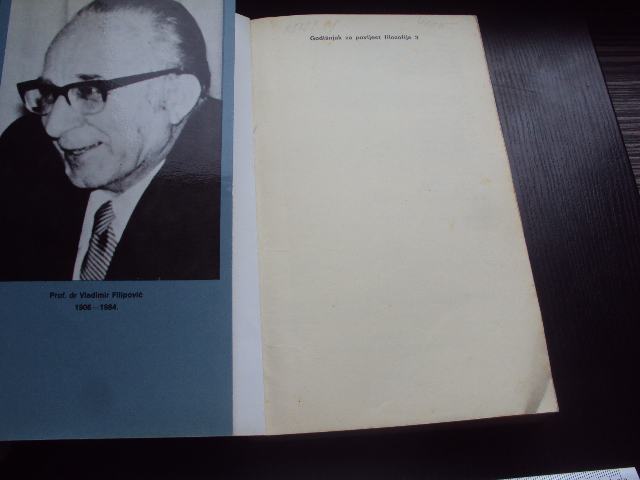 Prof. dr Vladimir Filipović
1906—1984.
Godišnjak za povijest filozofije 3